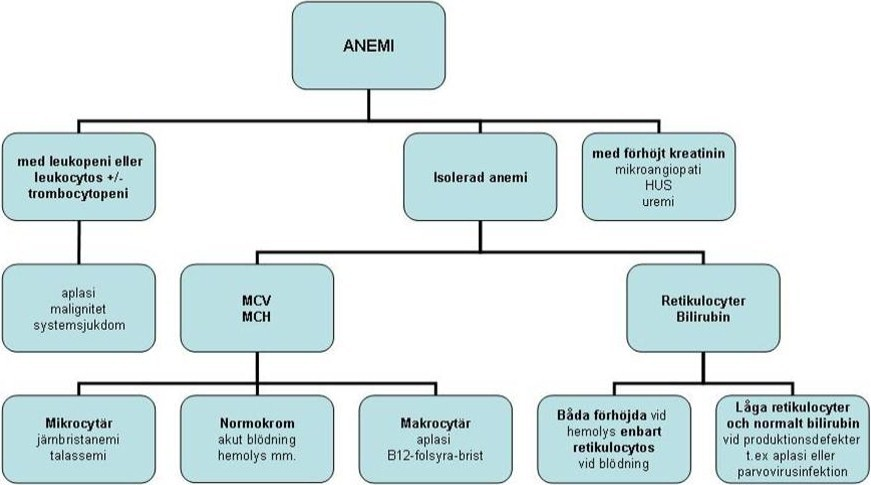 ANEMI
med leukopeni eller
leukocytos +/-
trombocytopeni
Isolerad anemi
med förhöjt kreatinin
mikroangiopati
HUS
uremi
aplasi
malignitet
systemsjukdom
MCV
MCH
Retikulocyter
Bilirubin
Mikrocytär
järnbristanemi
talassemi
Normokrom
akut blödning
hemolys mm.
Makrocytär
aplasi
B12-folsyra-brist
Båda förhöjda vid
hemolys enbart
retikulocytos
vid blödning
Låga retikulocyter
och normalt bilirubin
vid produktionsdefekter
t.ex aplasi eller
parvovirusinfektion